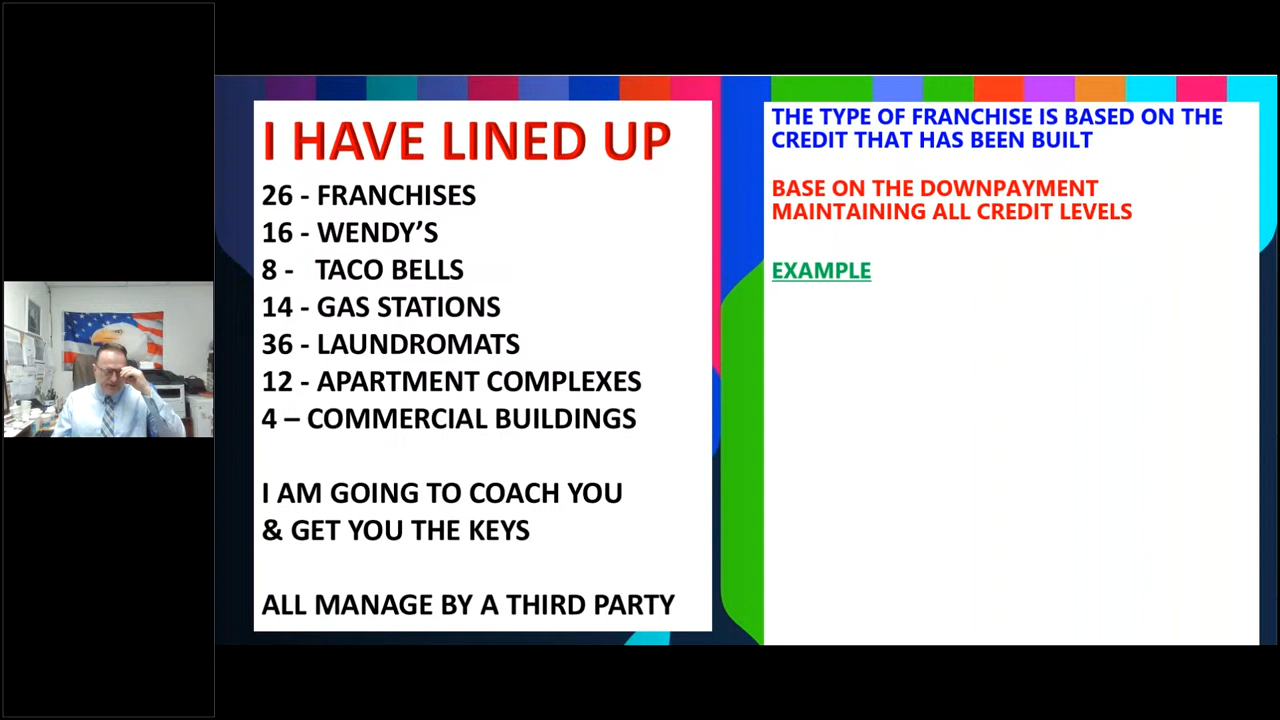 I HAVE LINED UP
26 - FRANCHISES
16 - WENDY'S
8 - TACO BELLS
14 - GAS STATIONS
36 - LAUNDROMATS
12 - APARTMENT COMPLEXES
4 – COMMERCIAL BUILDINGS
I AM GOING TO COACH YOU
& GET YOU THE KEYS
ALL MANAGE BY A THIRD PARTY
THE TYPE OF FRANCHISE IS BASED ON THE
CREDIT THAT HAS BEEN BUILT
BASE ON THE DOWNPAYMENT
MAINTAINING ALL CREDIT LEVELS
EXAMPLE